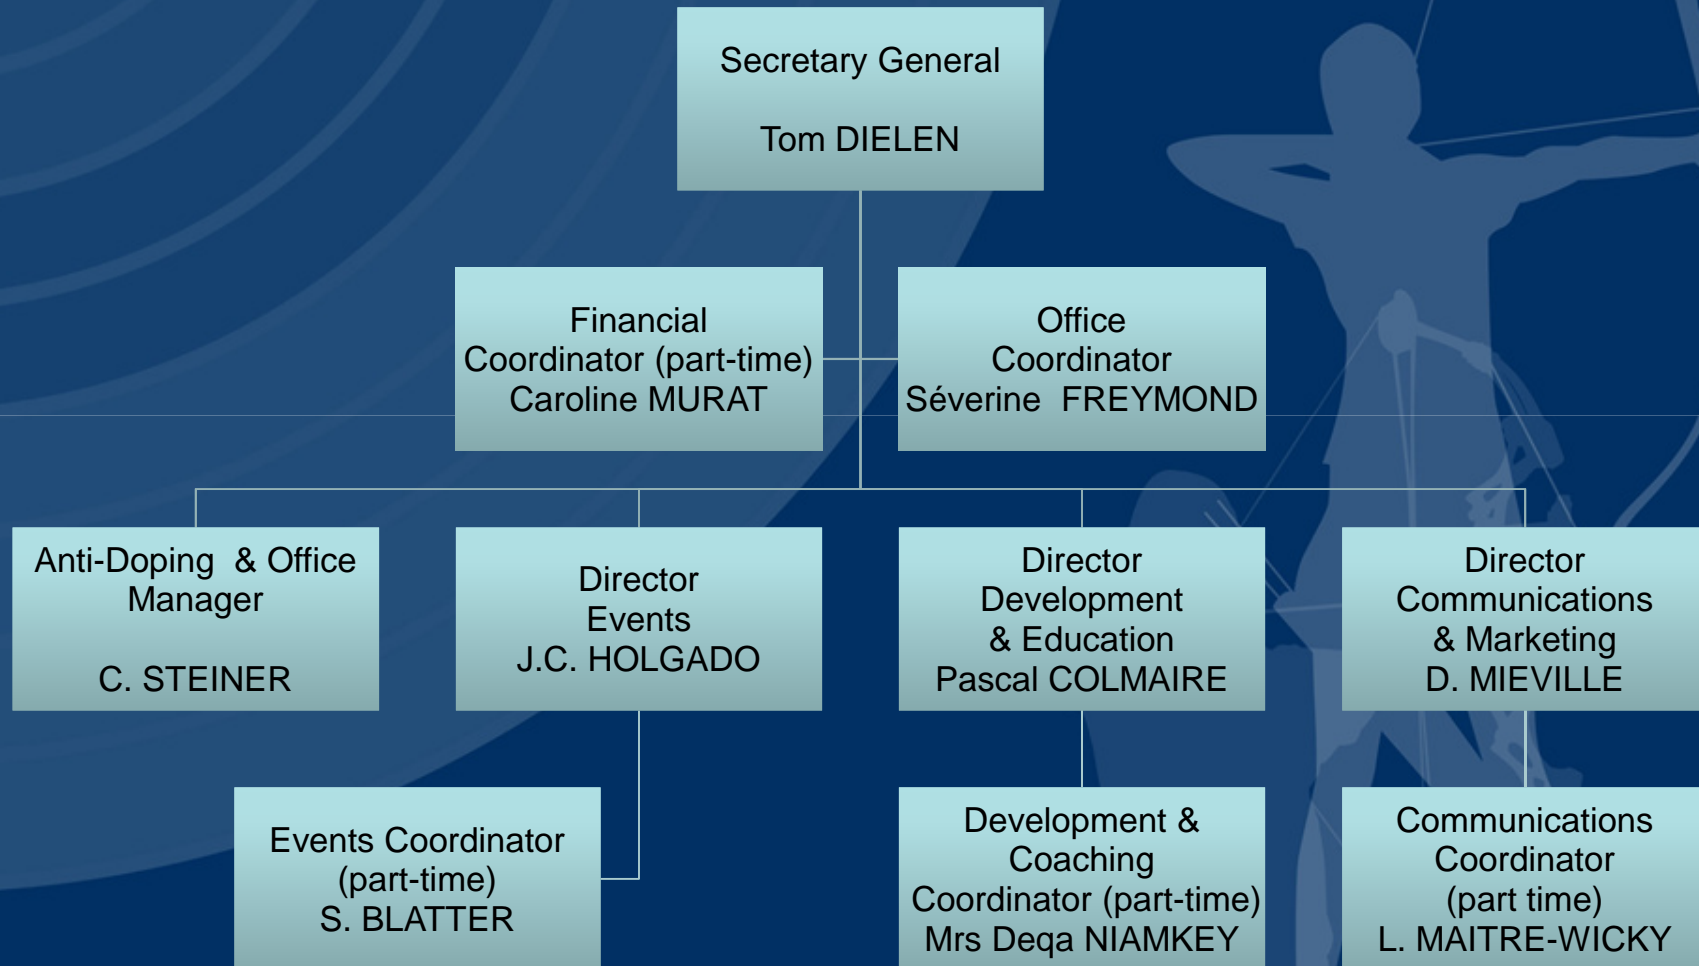 Secretary General
Tom DIELEN
Financial
Coordinator (part-time)
Caroline MURAT
Office
Coordinator
Séverine FREYMOND
Anti-Doping & Office
Manager
C. STEINER
Director
Events
J.C. HOLGADO
Director
Development
& Education
Pascal COLMAIRE
Director
Communications
& Marketing
D. MIEVILLE
Events Coordinator
(part-time)
S. BLATTER
Development &
Coaching
Coordinator (part-time)
Mrs Deqa NIAMKEY
Communications
Coordinator
(part time)
L. MAITRE-WICKY